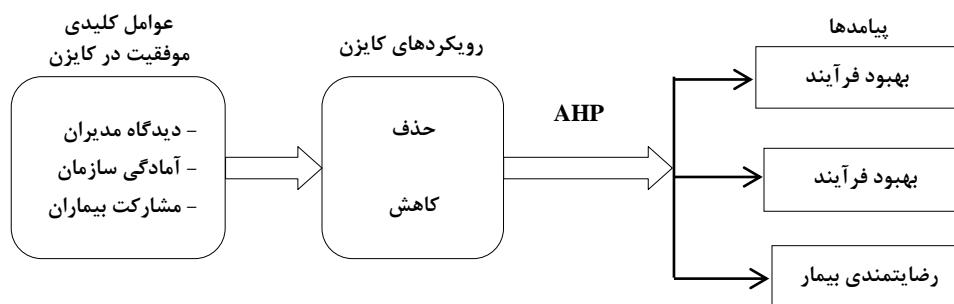 عوامل کلیدی
موفقیت در کایزن
- دیدگاه مدیران
- آمادگی سازمان
- مشارکت بیماران
رویکردهای کایزن
حذف
کاهش
AHP
پیامدها
بهبود فرآیند
بهبود فرآیند
رضایتمندی بیمار